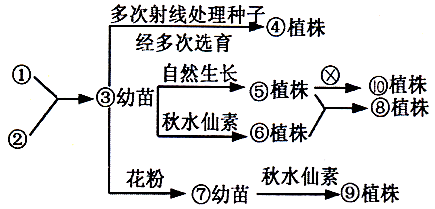 多次射线处理种子
④植株
经多次选育
①
自然生长
⊗
③幼苗
⑤植株
⑩植株
⑧植株
②
秋水仙素
⑥植株
花粉
秋水仙素
⑦幼苗
⑨植株